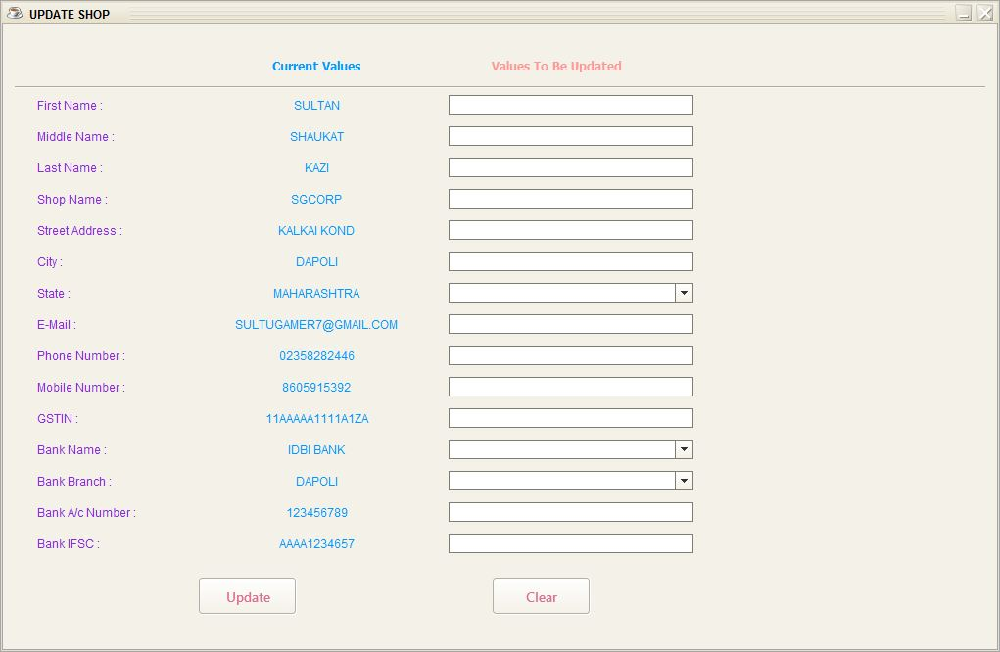 UPDATE SHOP
Current Values Values To Be Updated
First Name : SULTAN
Middle Name : SHAUKAT
Last Name : KAZI
Shop Name : SGCORP
Street Address : KALKAI KOND
City : DAPOLI
State : MAHARASHTRA
E-Mail : SULTUGAMER7@GMAIL.COM
Phone Number : 02358282446
Mobile Number : 8605915392
GSTIN : 11AAAAA1111A1ZA
Bank Name : IDBI BANK
Bank Branch : DAPOLI
Bank A/c Number : 123456789
Bank IFSC : AAAA1234657
Update Clear